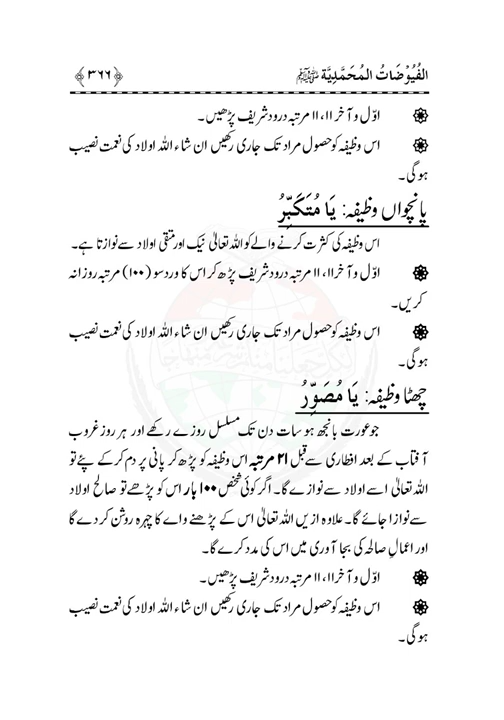 الفُیُوْضَاتُ المُحَمَّدِیَّة ﷺ ﴿۳۶۶﴾
اوّل و آخر ۱۱، ۱۱ مرتبہ درود شریف پڑھیں۔
اس وظیفہ کو حصول مراد تک جاری رکھیں ان شاء اللہ اولاد کی نعمت نصیب
ہوگی۔
پانچواں وظیفہ: یَا مُتَکَبِّرُ
اس وظیفہ کی کثرت کرنے والے کو اللہ تعالیٰ نیک اور متقی اولاد سے نوازتا ہے۔
اوّل و آخر ۱۱، ۱۱ مرتبہ درود شریف پڑھ کر اس کا ورد سو (۱۰۰) مرتبہ روزانہ
کریں۔
اس وظیفہ کو حصول مراد تک جاری رکھیں ان شاء اللہ اولاد کی نعمت نصیب
ہوگی۔
چھٹا وظیفہ: یَا مُصَوِّرُ
جو عورت بانجھ ہو سات دن تک مسلسل روزے رکھے اور ہر روز غروب
آفتاب کے بعد افطاری سے قبل ۲۱ مرتبہ اس وظیفہ کو پڑھ کر پانی پر دم کر کے پئے تو
اللہ تعالیٰ اسے اولاد سے نوازے گا۔ اگر کوئی شخص ۱۰۰ بار اس کو پڑھے تو صالح اولاد
سے نوازا جائے گا۔ علاوہ ازیں اللہ تعالیٰ اس کے پڑھنے والے کا چہرہ روشن کر دے گا
اور اعمالِ صالحہ کی بجا آوری میں اس کی مدد کرے گا۔
اوّل و آخر ۱۱، ۱۱ مرتبہ درود شریف پڑھیں۔
اس وظیفہ کو حصول مراد تک جاری رکھیں ان شاء اللہ اولاد کی نعمت نصیب
ہوگی۔